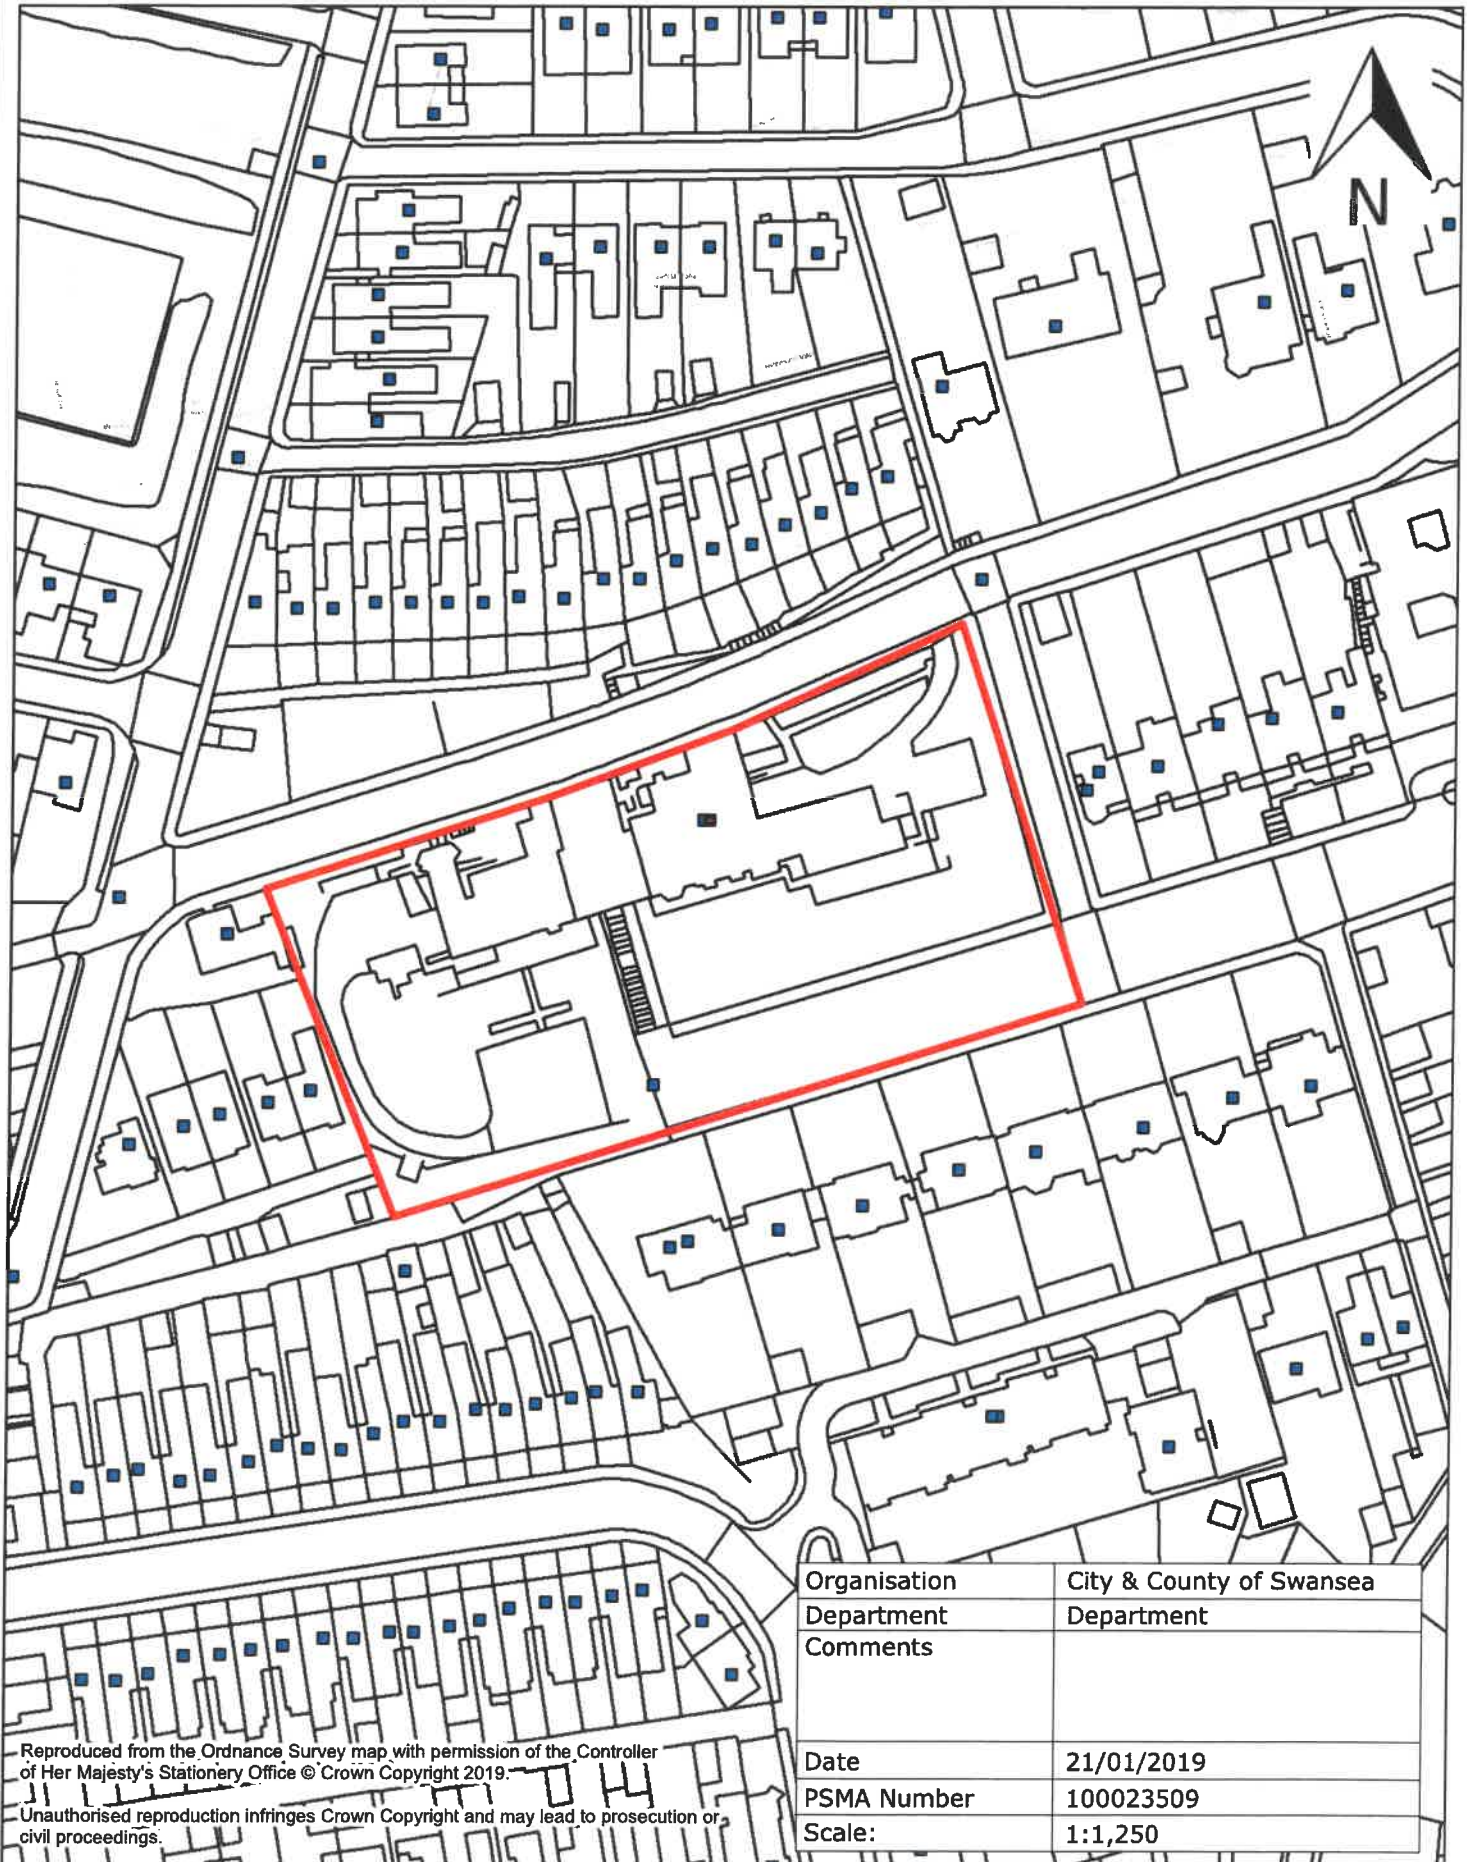 N
Organisation City & County of Swansea
Department Department
Comments
Date 21/01/2019
PSMA Number 100023509
Scale: 1:1,250
Reproduced from the Ordnance Survey map with permission of the Controller
of Her Majesty's Stationery Office © Crown Copyright 2019.
Unauthorised reproduction infringes Crown Copyright and may lead to prosecution or
civil proceedings.